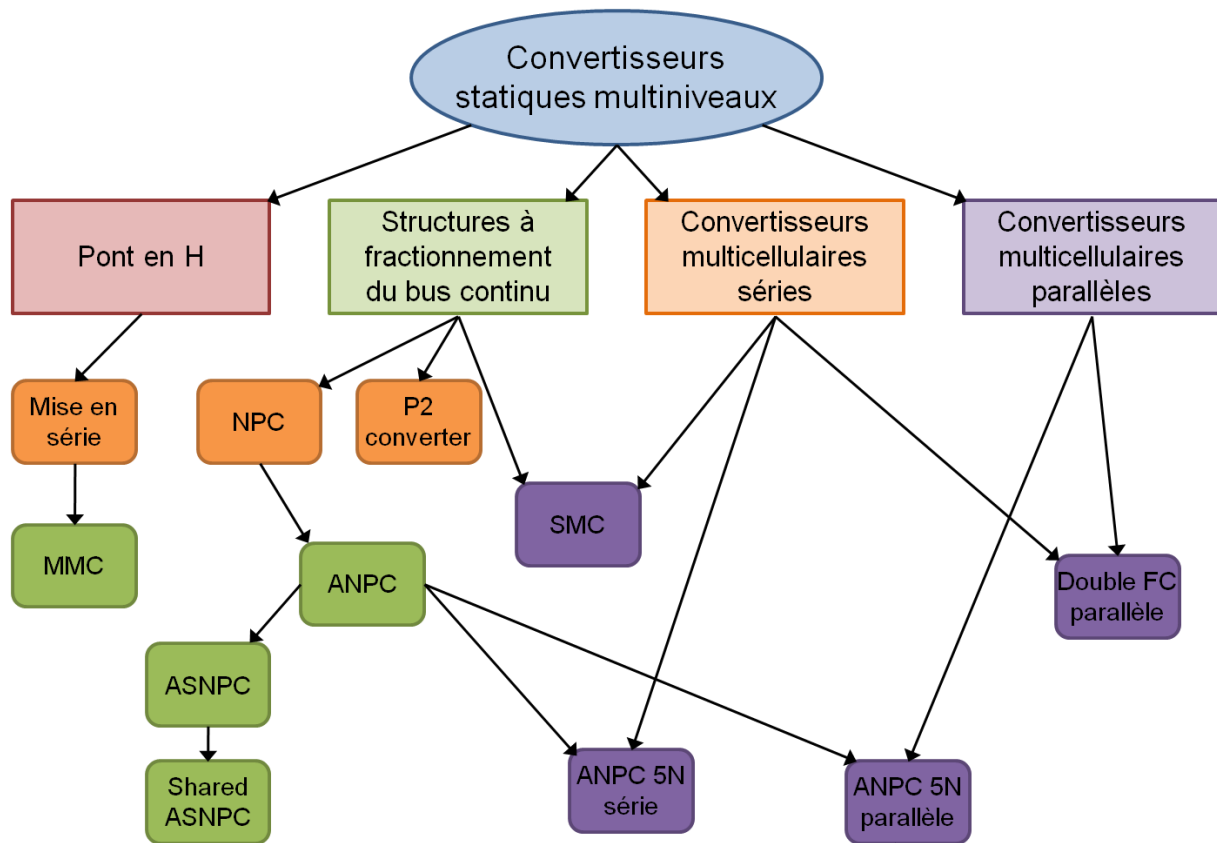 Convertisseurs
statiques multiniveaux
Pont en H
Structures à
fractionnement
du bus continu
Convertisseurs
multicellulaires
séries
Convertisseurs
multicellulaires
parallèles
Mise en
série
NPC
P2
converter
SMC
MMC
ANPC
Double FC
parallèle
ASNPC
Shared
ASNPC
ANPC 5N
série
ANPC 5N
parallèle